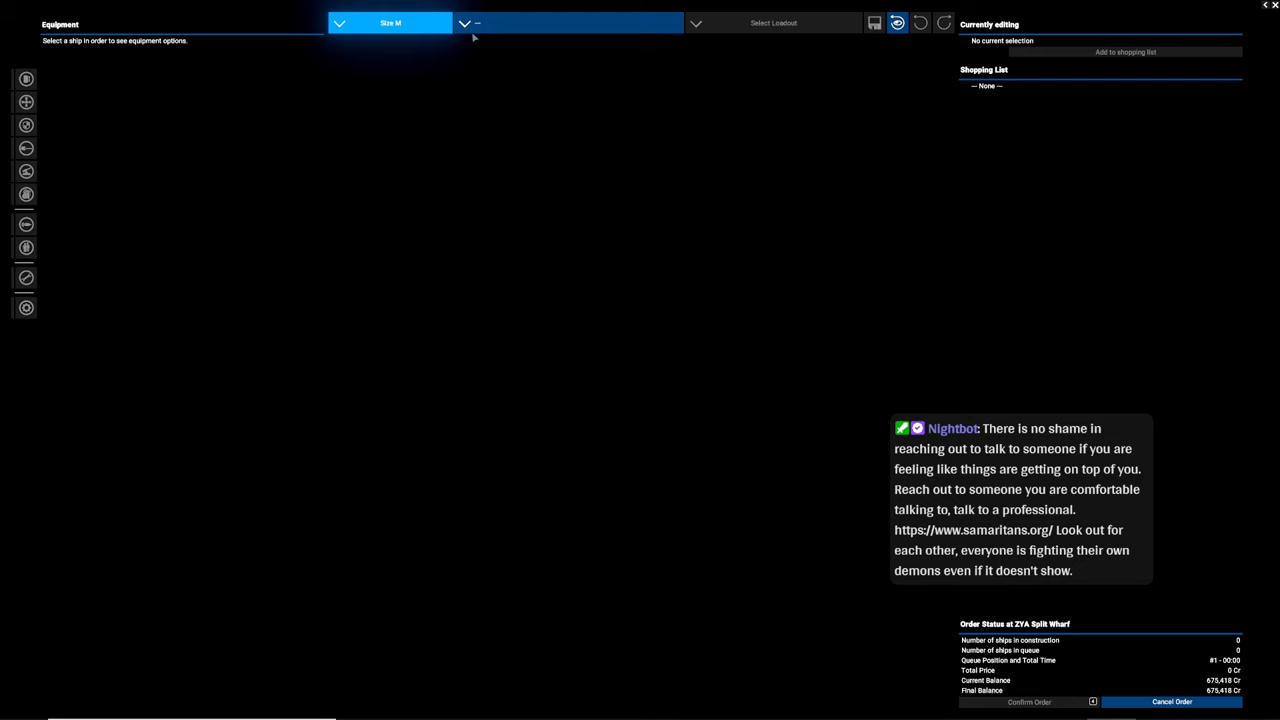 Equipment
Select a ship in order to see equipment options.
Size M
—
Select Loadout
Currently editing
No current selection
Add to shopping list
Shopping List
— None —
Nightbot: There is no shame in
reaching out to talk to someone if you are
feeling like things are getting on top of you.
Reach out to someone you are comfortable
talking to, talk to a professional.
https://www.samaritans.org/ Look out for
each other, everyone is fighting their own
demons even if it doesn't show.
Order Status at ZYA Split Wharf
Number of ships in construction 0
Number of ships in queue 0
Queue Position and Total Time #1 - 00:00
Total Price 0 Cr
Current Balance 675,418 Cr
Final Balance 675,418 Cr
Confirm Order
Cancel Order